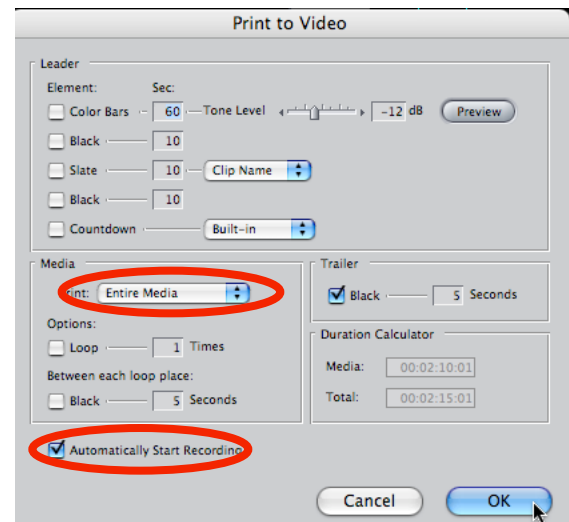 Print to Video
Leader
Element: Sec:
Color Bars 60 Tone Level -12 dB Preview
Black 10
Slate 10 Clip Name
Black 10
Countdown Built-in
Media
Print: Entire Media
Options:
Loop 1 Times
Between each loop place:
Black 5 Seconds
Trailer
Black 5 Seconds
Duration Calculator
Media: 00:02:10:01
Total: 00:02:15:01
Automatically Start Recording
Cancel OK